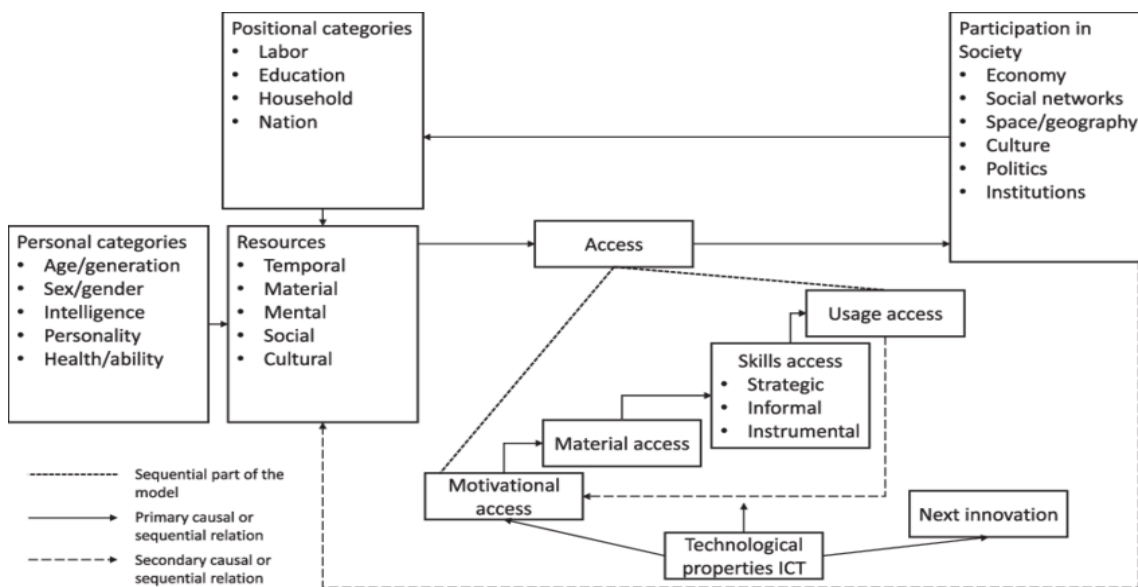 Positional categories
• Labor
• Education
• Household
• Nation
Participation in
Society
• Economy
• Social networks
• Space/geography
• Culture
• Politics
• Institutions
Personal categories
• Age/generation
• Sex/gender
• Intelligence
• Personality
• Health/ability
Resources
• Temporal
• Material
• Mental
• Social
• Cultural
Access
Usage access
Skills access
• Strategic
• Informal
• Instrumental
Material access
Motivational
access
Next innovation
Technological
properties ICT
Sequential part of the
model
Primary causal or
sequential relation
Secondary causal or
sequential relation